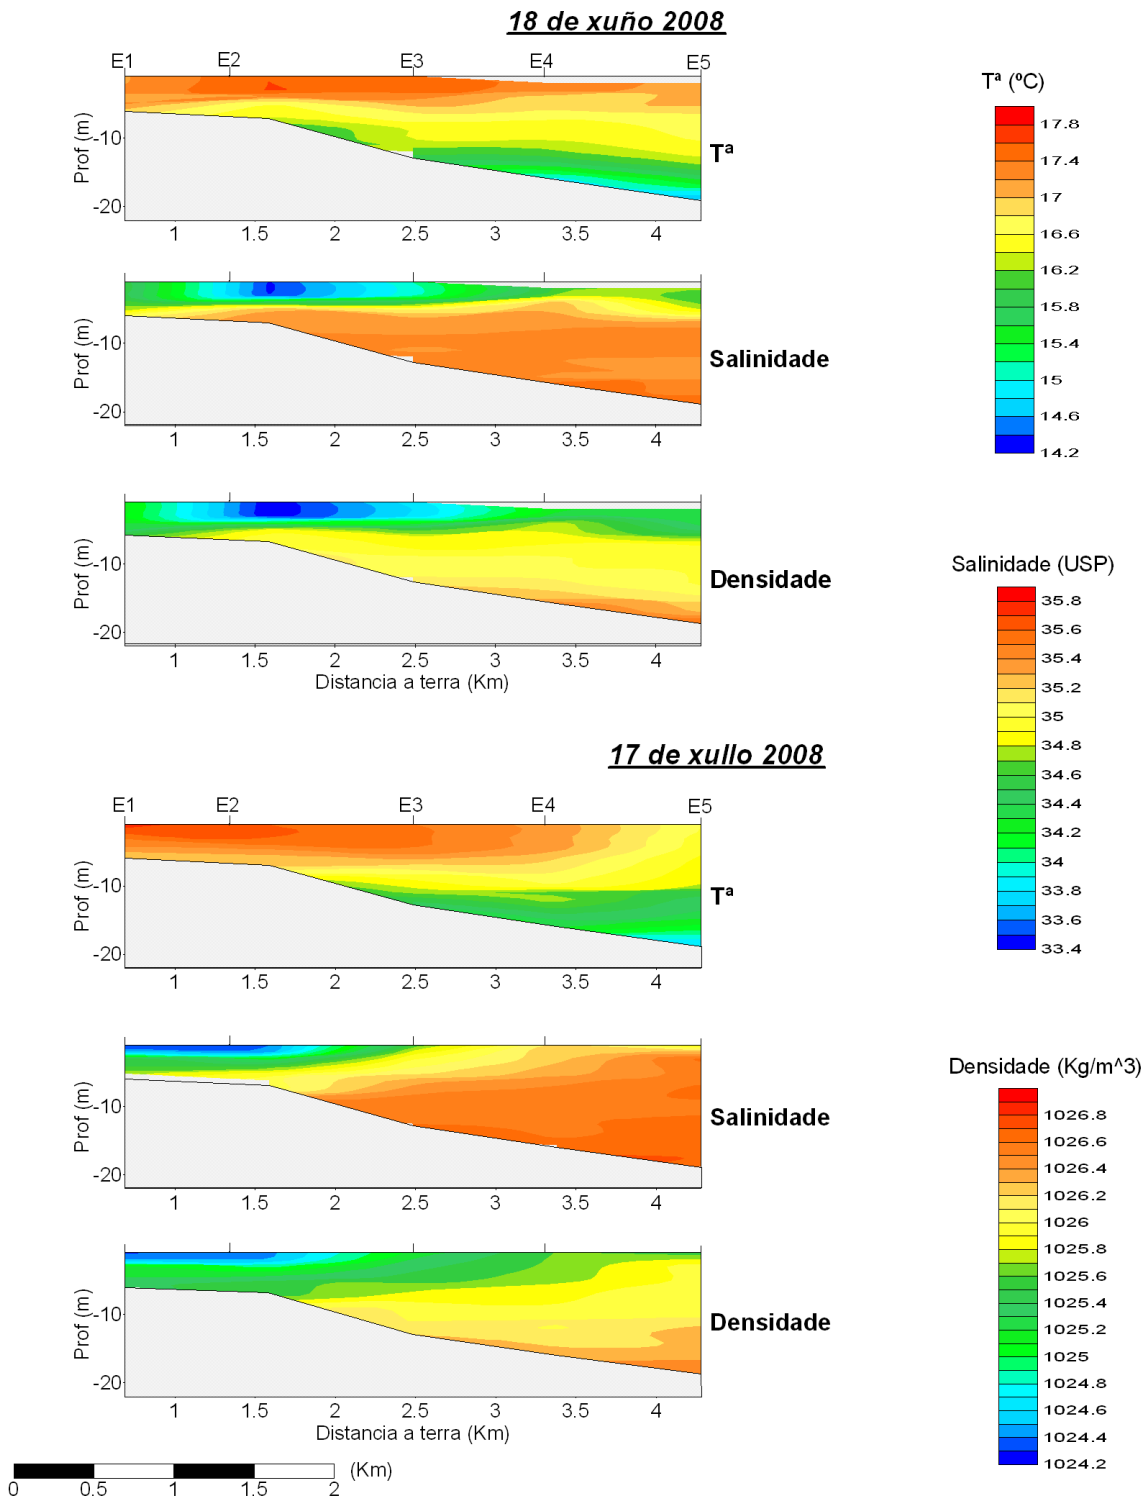 18 de xuño 2008
E1 E2 E3 E4 E5
Prof (m)
-10
-20
Tª
1 1.5 2 2.5 3 3.5 4
Prof (m)
-10
-20
Salinidade
1 1.5 2 2.5 3 3.5 4
Prof (m)
-10
-20
Densidade
1 1.5 2 2.5 3 3.5 4
Distancia a terra (Km)
17 de xullo 2008
E1 E2 E3 E4 E5
Prof (m)
-10
-20
Tª
1 1.5 2 2.5 3 3.5 4
Prof (m)
-10
-20
Salinidade
1 1.5 2 2.5 3 3.5 4
Prof (m)
-10
-20
Densidade
1 1.5 2 2.5 3 3.5 4
Distancia a terra (Km)
(Km)
0 0.5 1 1.5 2
Tª (ºC)
17.8
17.4
17
16.6
16.2
15.8
15.4
15
14.6
14.2
Salinidade (USP)
35.8
35.6
35.4
35.2
35
34.8
34.6
34.4
34.2
34
33.8
33.6
33.4
Densidade (Kg/m^3)
1026.8
1026.6
1026.4
1026.2
1026
1025.8
1025.6
1025.4
1025.2
1025
1024.8
1024.6
1024.4
1024.2